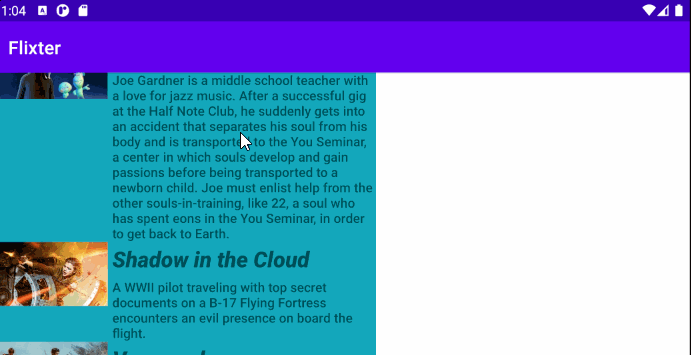 1:04
Flixter
Joe Gardner is a middle school teacher with
a love for jazz music. After a successful gig
at the Half Note Club, he suddenly gets into
an accident that separates his soul from his
body and is transported to the You Seminar,
a center in which souls develop and gain
passions before being transported to a
newborn child. Joe must enlist help from the
other souls-in-training, like 22, a soul who
has spent eons in the You Seminar, in order
to get back to Earth.
Shadow in the Cloud
A WWII pilot traveling with top secret
documents on a B-17 Flying Fortress
encounters an evil presence on board the
flight.